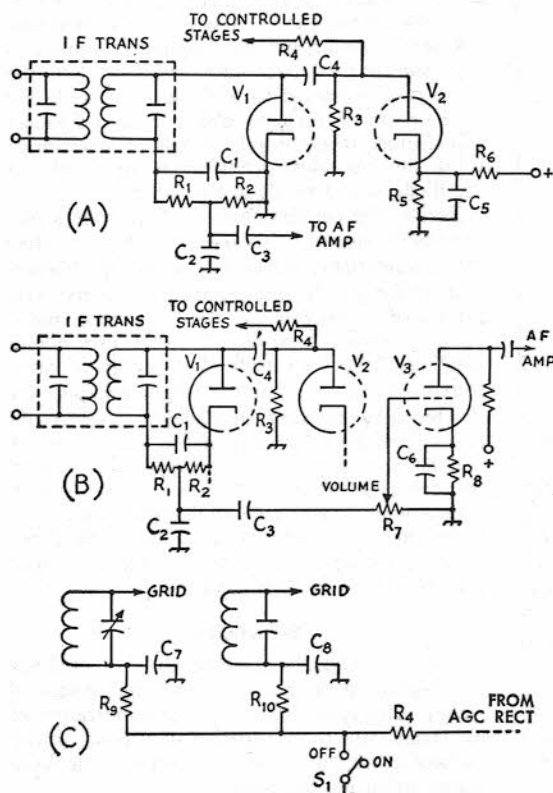 TO CONTROLLED
STAGES
R4
I F TRANS
C4
V1
V2
R3
C1
R1
R2
R6
+
R5
C5
(A)
C2
C3
TO AF
AMP
TO CONTROLLED
STAGES
R4
I F TRANS
V1
C4
V2
V3
AF
AMP
R3
C1
C6
R8
+
R1
R2
(B)
VOLUME
C2
C3
R7
GRID
GRID
C7
C8
R9
R10
R4
FROM
AGC RECT
(C)
OFF
ON
S1